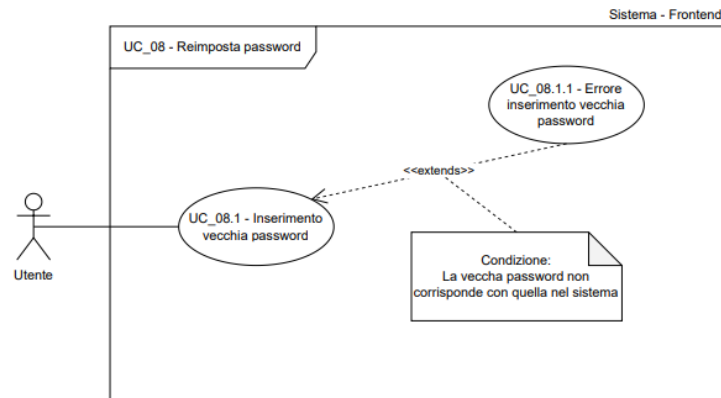 Sistema - Frontend
UC_08 - Reimposta password
UC_08.1.1 - Errore
inserimento vecchia
password
<<extends>>
UC_08.1 - Inserimento
vecchia password
Utente
Condizione:
La veccha password non
corrisponde con quella nel sistema